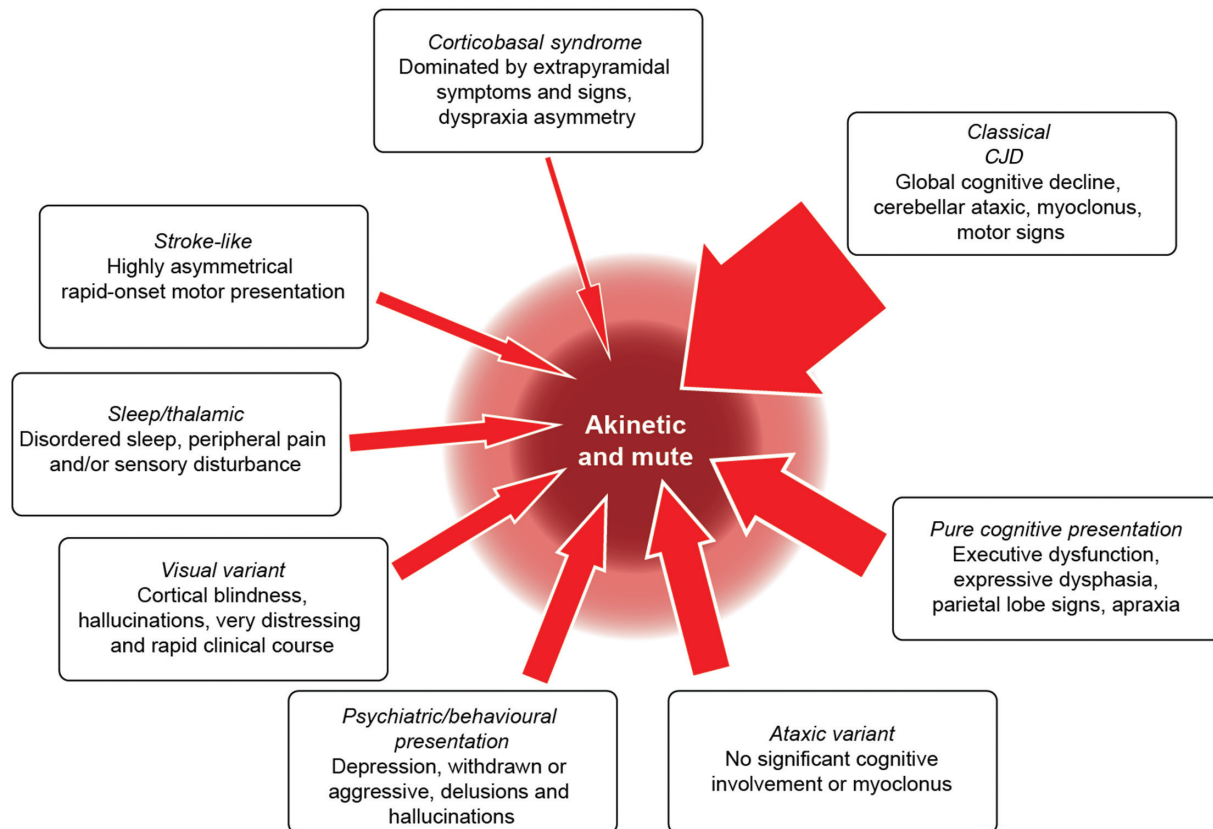 Corticobasal syndrome
Dominated by extrapyramidal
symptoms and signs,
dyspraxia asymmetry
Classical
CJD
Global cognitive decline,
cerebellar ataxic, myoclonus,
motor signs
Stroke-like
Highly asymmetrical
rapid-onset motor presentation
Sleep/thalamic
Disordered sleep, peripheral pain
and/or sensory disturbance
Akinetic
and mute
Pure cognitive presentation
Executive dysfunction,
expressive dysphasia,
parietal lobe signs, apraxia
Visual variant
Cortical blindness,
hallucinations, very distressing
and rapid clinical course
Psychiatric/behavioural
presentation
Depression, withdrawn or
aggressive, delusions and
hallucinations
Ataxic variant
No significant cognitive
involvement or myoclonus